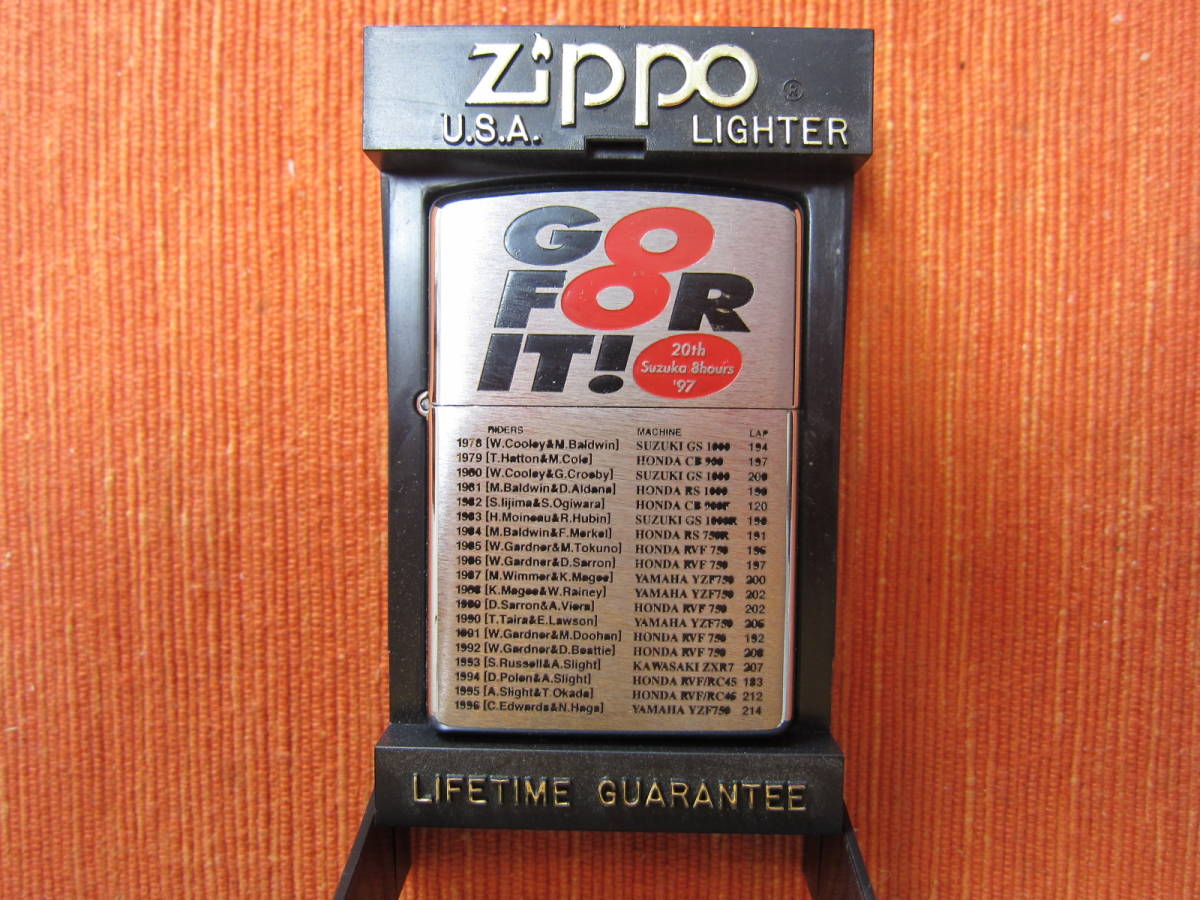 Zippo ®
U.S.A. LIGHTER
GO
FOR
IT!
20th
Suzuka 8hours
'97
RIDERS MACHINE LAP
1978 [W.Cooley&M.Baldwin] SUZUKI GS 1000 194
1979 [T.Hatton&M.Cole] HONDA CB 900 197
1980 [W.Cooley&G.Crosby] SUZUKI GS 1000 200
1981 [M.Baldwin&D.Aldana] HONDA RS 1000
1982 [S.Iijima&S.Ogiwara] HONDA CB 900F 120
1983 [H.Moineau&R.Hubin] SUZUKI GS 1000R 190
1984 [M.Baldwin&F.Merkel] HONDA RS 750R 191
1985 [W.Gardner&M.Tokuno] HONDA RVF 750
1986 [W.Gardner&D.Sarron] HONDA RVF 750 197
1987 [M.Wimmer&K.Magee] YAMAHA YZF750 200
1988 [K.Magee&W.Rainey] YAMAHA YZF750 202
1989 [D.Sarron&A.Viera] HONDA RVF 750 202
1990 [T.Taira&E.Lawson] YAMAHA YZF750
1991 [W.Gardner&M.Doohan] HONDA RVF 750 192
1992 [W.Gardner&D.Beattie] HONDA RVF 750 208
1993 [S.Russell&A.Slight] KAWASAKI ZXR7 207
1994 [D.Polen&A.Slight] HONDA RVF/RC45 183
1995 [A.Slight&T.Okada] HONDA RVF/RC45 212
1996 [C.Edwards&N.Haga] YAMAHA YZF750 214
LIFETIME GUARANTEE